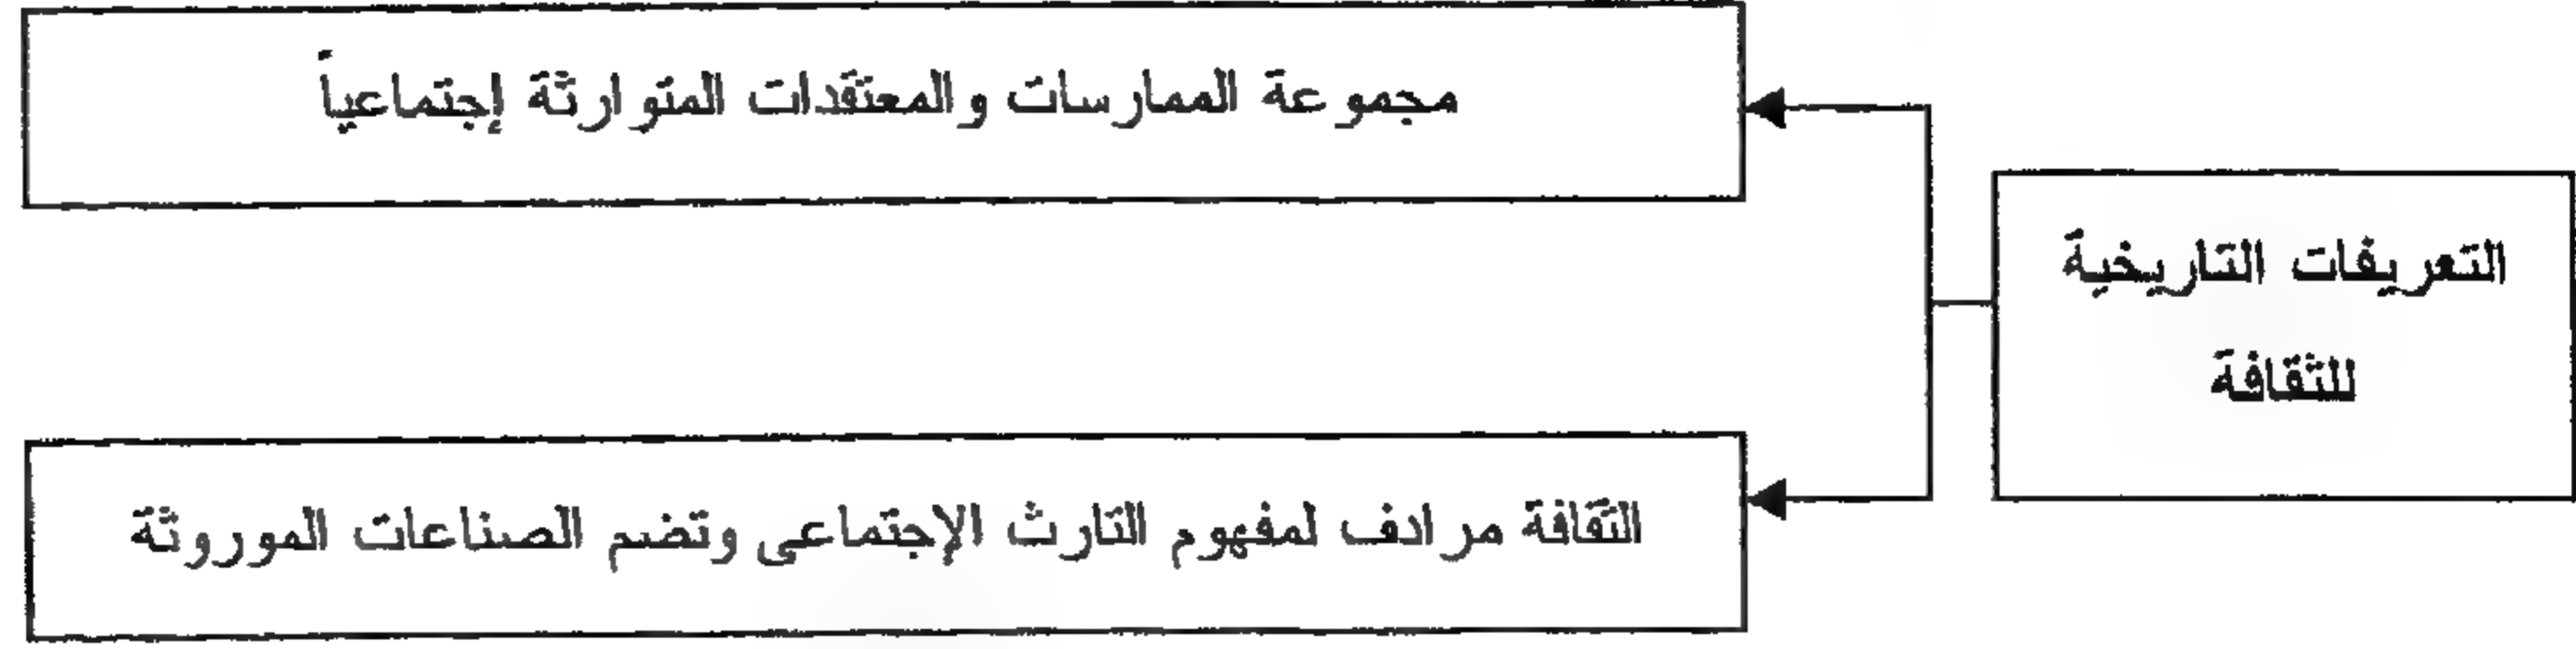 التعريفات التاريخية
للثقافة
مجموعة الممارسات والمعتقدات المتوارثة إجتماعياً
الثقافة مرادف لمفهوم التارث الإجتماعى وتضم الصناعات الموروثة